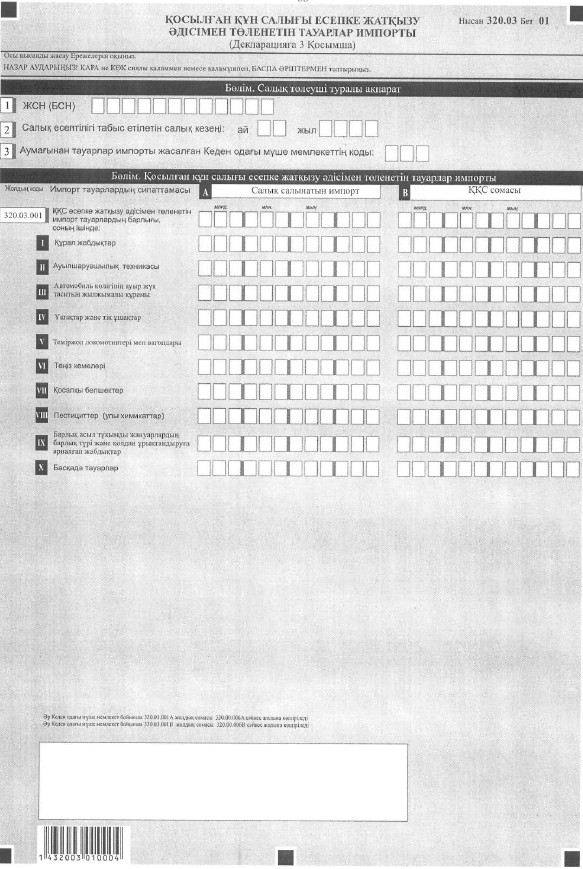 ҚОСЫЛҒАН ҚҰН САЛЫҒЫ ЕСЕПКЕ ЖАТҚЫЗУ
ӘДІСІМЕН ТӨЛЕНЕТІН ТАУАРЛАР ИМПОРТЫ
(Декларацияға 3 Қосымша)
Нысан 320.03 Бет 01
Осы нысанды жасау Ережелерін оқыңыз.
НАЗАР АУДАРЫҢЫЗ! ҚАРА не КӨК сиялы қаламмен немесе қаламұшпен, БАСПА ӘРІПТЕРМЕН толтырыңыз.
Бөлім. Салық төлеуші туралы ақпарат
1 ЖСН (БСН)
2 Салық есептілігі табыс етілетін салық кезеңі: ай жыл
3 Аумағынан тауарлар импорты жасалған Кеден одағы мүше мемлекеттің коды:
Бөлім. Қосылған құн салығы есепке жатқызу әдісімен төленетін тауарлар импорты
Жолдың коды Импорт тауарлардың сипаттамасы A Салық салынатын импорт B ҚҚС сомасы
млрд. млн. мың. млрд. млн. мың.
320.03.001 ҚҚС есепке жатқызу әдісімен төленетін
импорт тауарлардың барлығы,
соның ішінде:
I Құрал жабдықтар
II Ауылшаруашылық техникасы
III Автомобиль көлігінің ауыр жүк
таситын жылжымалы құрамы
IV Ұшақтар және тік ұшақтар
V Теміржол локомотивтері мен вагондары
VI Теңіз кемелері
VII Қосалқы бөлшектер
VIII ПестицитTер (улы химикаттар)
IX Барлық асыл тұқымды жануарлардың
барлық түрі және қолдан ұрықтандыруға
арналған жабдықтар
X Басқада тауарлар
Әр Кеден одағы мүше мемлекет бойынша 320.03.001 А жолдың сомасы 320.00.006А сәйкес жолына көшіріледі
Әр Кеден одағы мүше мемлекет бойынша 320.03.001 В жолдың сомасы 320.00.006В сәйкес жолына көшіріледі
1 432003 010004